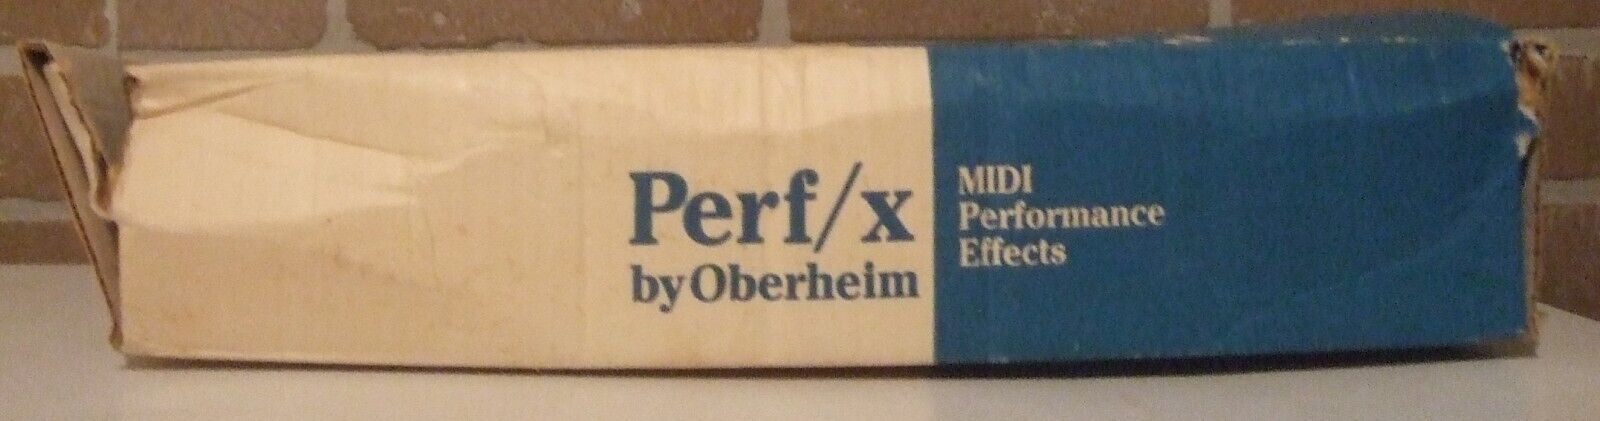 Perf/x
by Oberheim
MIDI
Performance
Effects